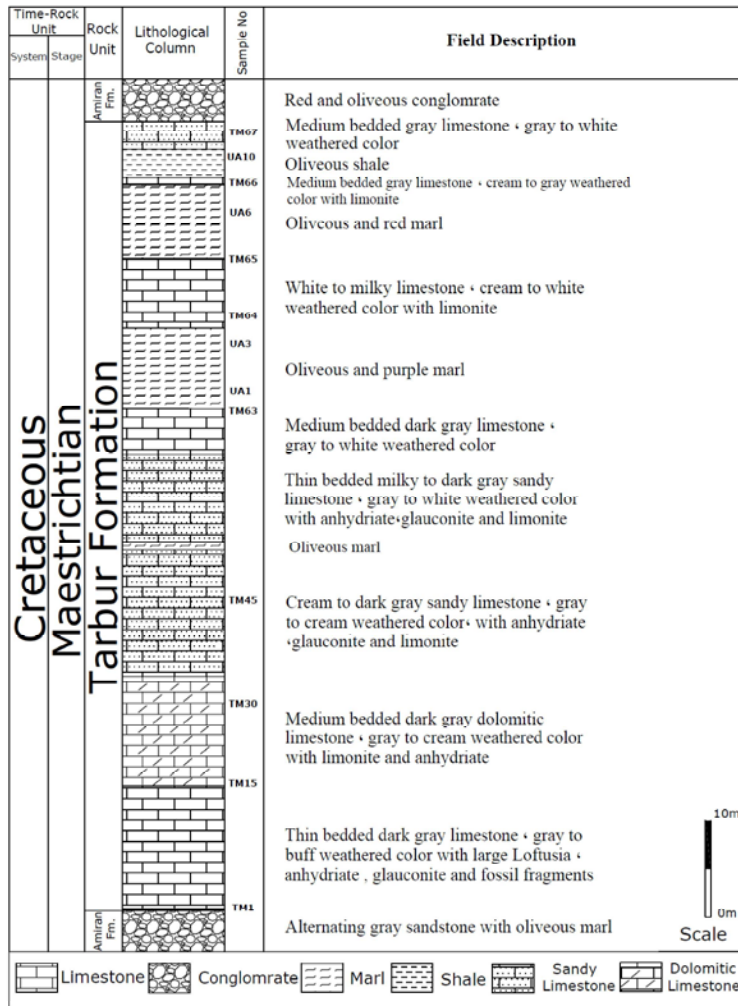 Time-Rock
Unit
System
Stage
Rock
Unit
Lithological
Column
Sample No
Field Description
Cretaceous
Maestrichtian
Amiran
Fm.
Tarbur Formation
Amiran
Fm.
TM67
UA10
TM66
UA6
TM65
TM64
UA3
UA1
TM63
TM45
TM30
TM15
TM1
Red and oliveous conglomrate
Medium bedded gray limestone ، gray to white
weathered color
Oliveous shale
Medium bedded gray limestone ، cream to gray weathered
color with limonite
Oliveous and red marl
White to milky limestone ، cream to white
weathered color with limonite
Oliveous and purple marl
Medium bedded dark gray limestone ،
gray to white weathered color
Thin bedded milky to dark gray sandy
limestone ، gray to white weathered color
with anhydriate،glauconite and limonite
Oliveous marl
Cream to dark gray sandy limestone ، gray
to cream weathered color، with anhydriate
،glauconite and limonite
Medium bedded dark gray dolomitic
limestone ، gray to cream weathered color
with limonite and anhydriate
Thin bedded dark gray limestone ، gray to
buff weathered color with large Loftusia ،
anhydriate , glauconite and fossil fragments
Alternating gray sandstone with oliveous marl
10m
0m
Scale
Limestone
Conglomrate
Marl
Shale
Sandy
Limestone
Dolomitic
Limestone